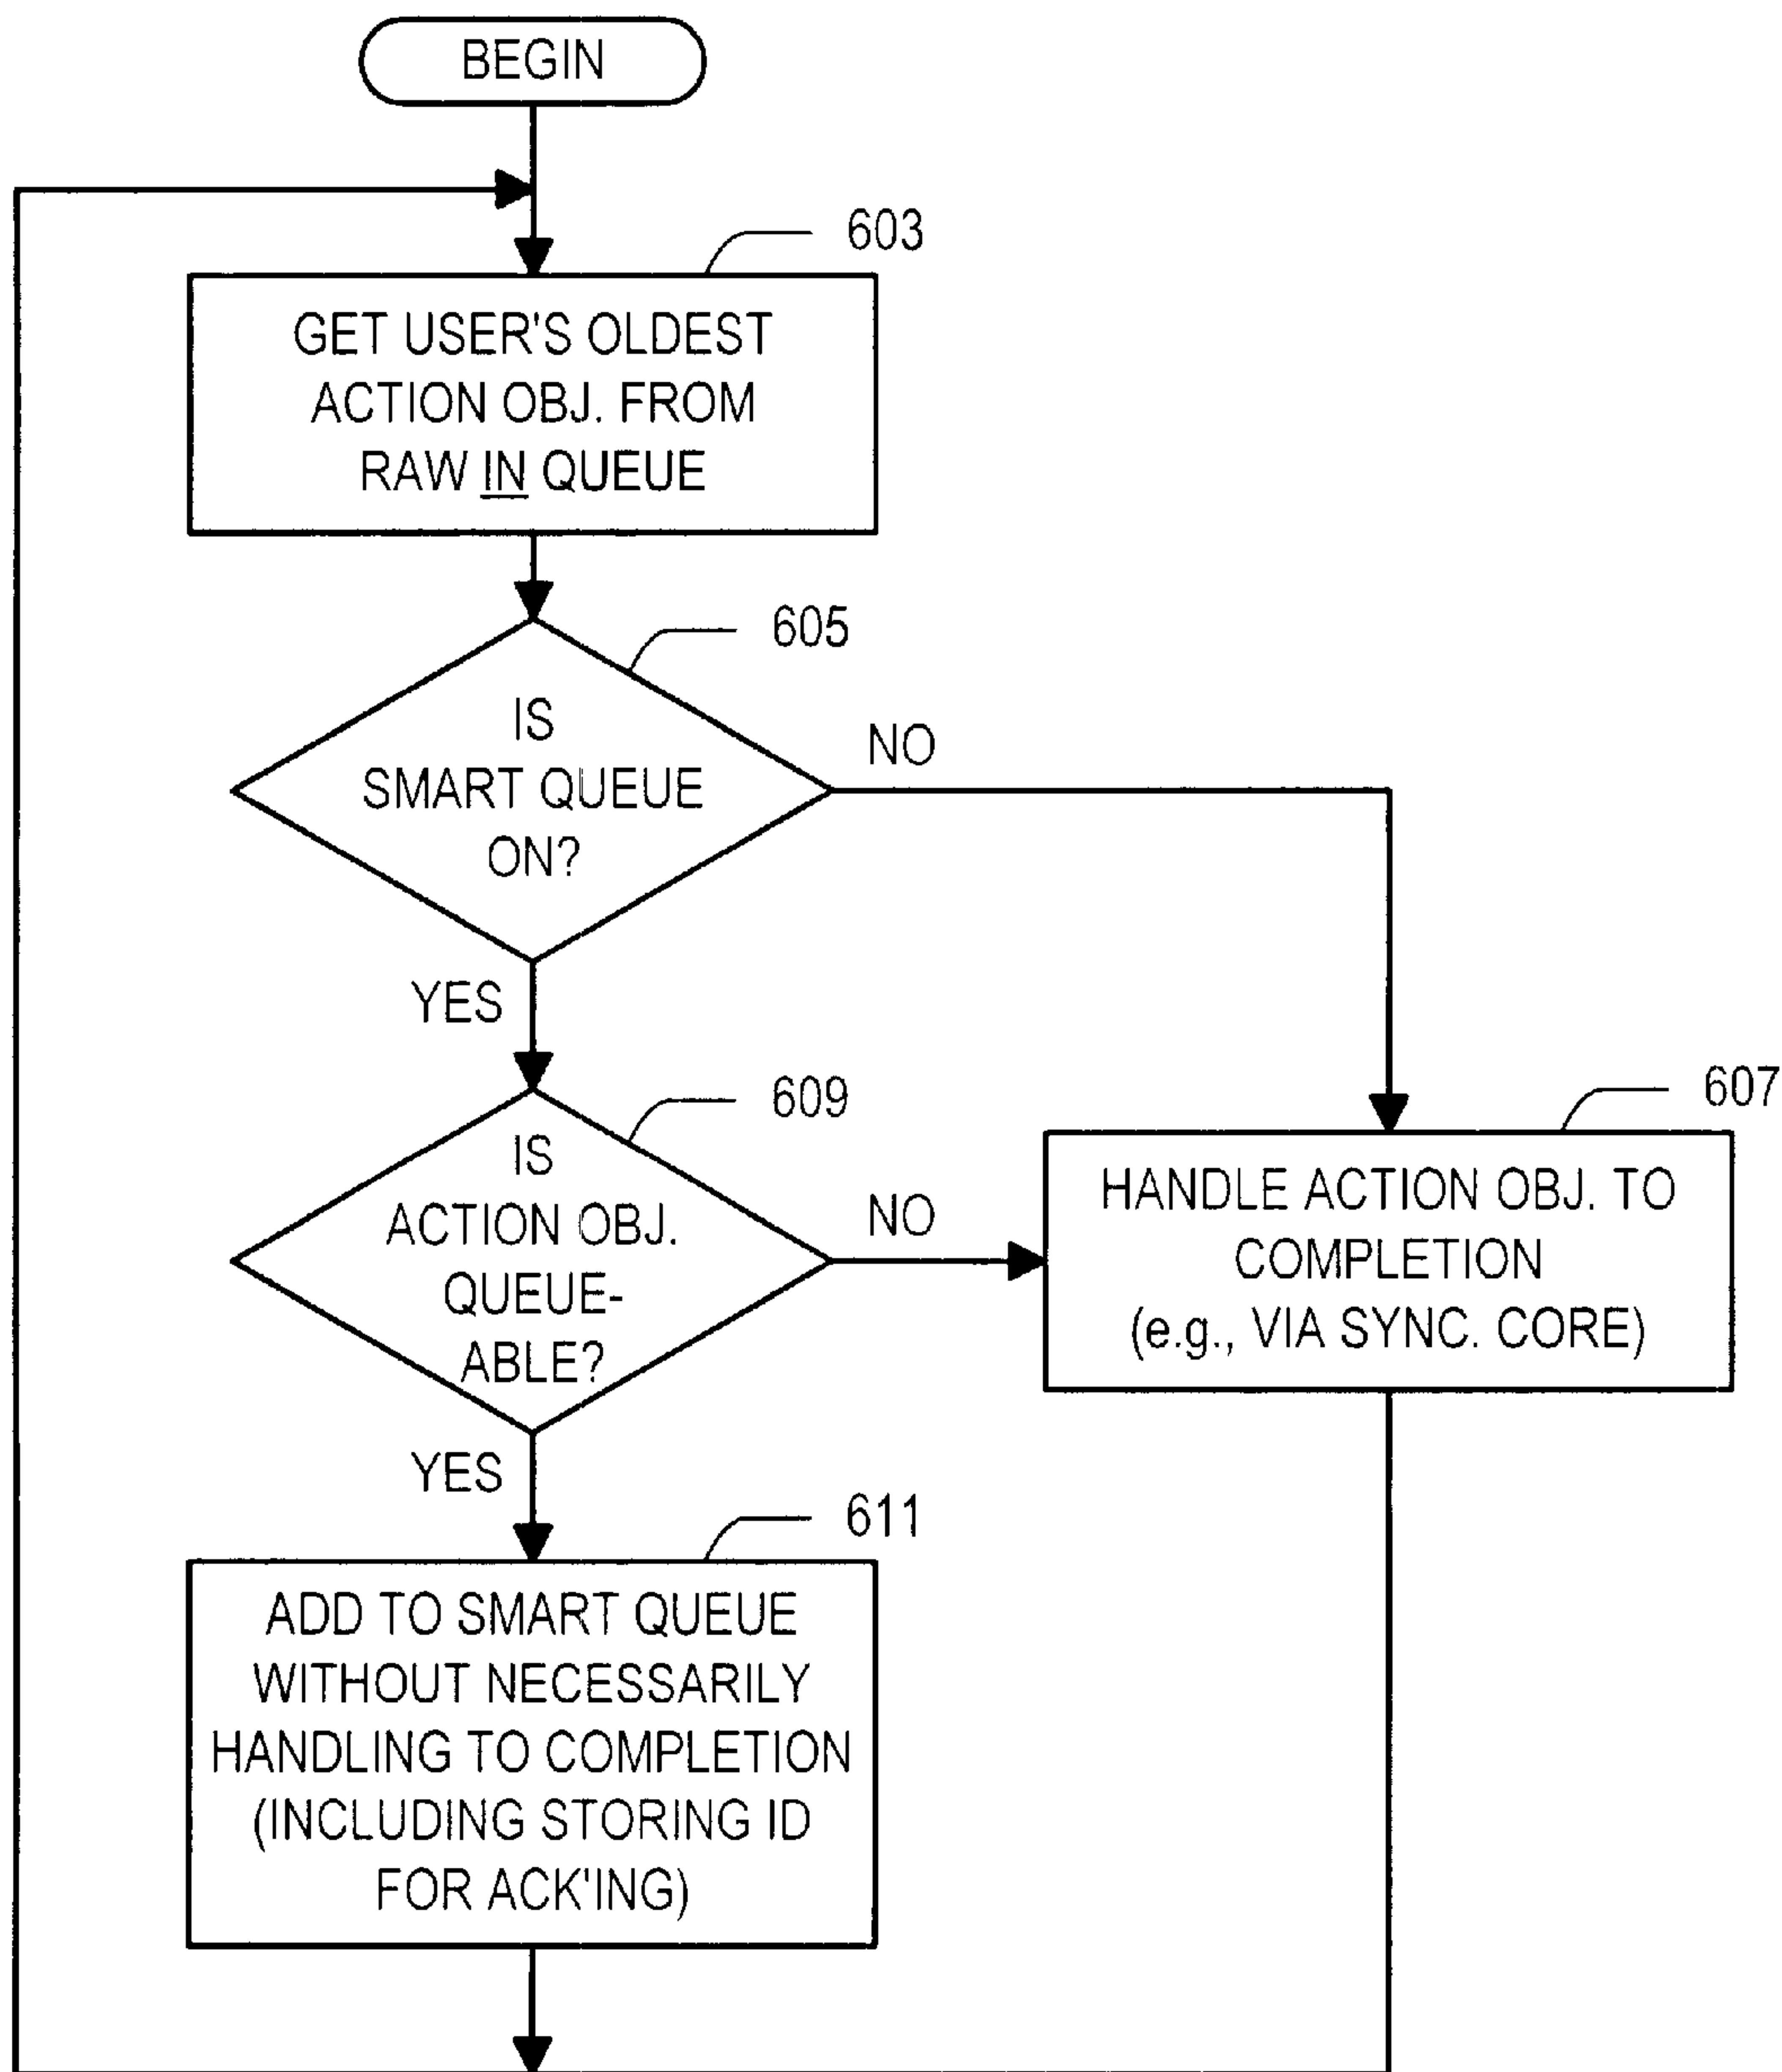 BEGIN
603
GET USER'S OLDEST
ACTION OBJ. FROM
RAW IN QUEUE
605
IS
SMART QUEUE
ON?
NO
YES
609
IS
ACTION OBJ.
QUEUE-
ABLE?
NO
607
HANDLE ACTION OBJ. TO
COMPLETION
(e.g., VIA SYNC. CORE)
YES
611
ADD TO SMART QUEUE
WITHOUT NECESSARILY
HANDLING TO COMPLETION
(INCLUDING STORING ID
FOR ACK'ING)